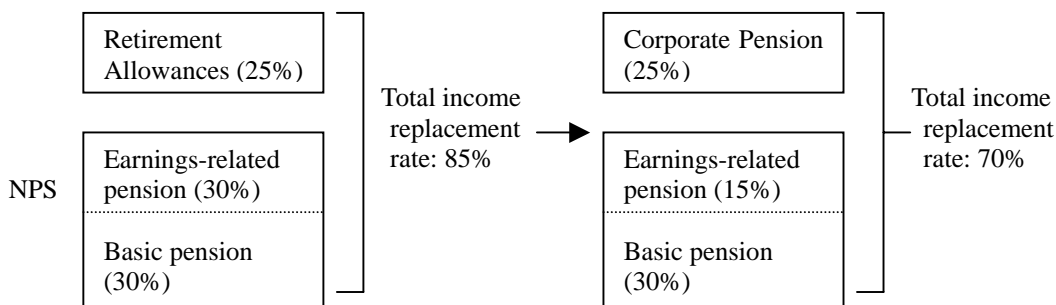 Retirement
Allowances (25%)
Total income
replacement
rate: 85%
NPS
Earnings-related
pension (30%)
Basic pension
(30%)
Corporate Pension
(25%)
Total income
replacement
rate: 70%
Earnings-related
pension (15%)
Basic pension
(30%)